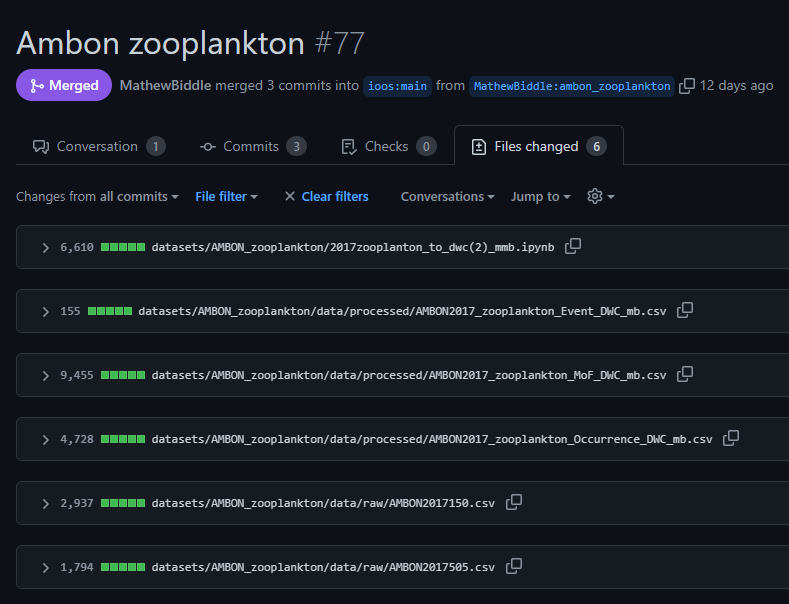 Ambon zooplankton #77
Merged MathewBiddle merged 3 commits into ioos:main from MathewBiddle:ambon_zooplankton 12 days ago
Conversation 1 Commits 3 Checks 0 Files changed 6
Changes from all commits File filter Clear filters Conversations Jump to
6,610 datasets/AMBON_zooplankton/2017zooplanton_to_dwc(2)_mmb.ipynb
155 datasets/AMBON_zooplankton/data/processed/AMBON2017_zooplankton_Event_DWC_mb.csv
9,455 datasets/AMBON_zooplankton/data/processed/AMBON2017_zooplankton_MoF_DWC_mb.csv
4,728 datasets/AMBON_zooplankton/data/processed/AMBON2017_zooplankton_Occurrence_DWC_mb.csv
2,937 datasets/AMBON_zooplankton/data/raw/AMBON2017150.csv
1,794 datasets/AMBON_zooplankton/data/raw/AMBON2017505.csv